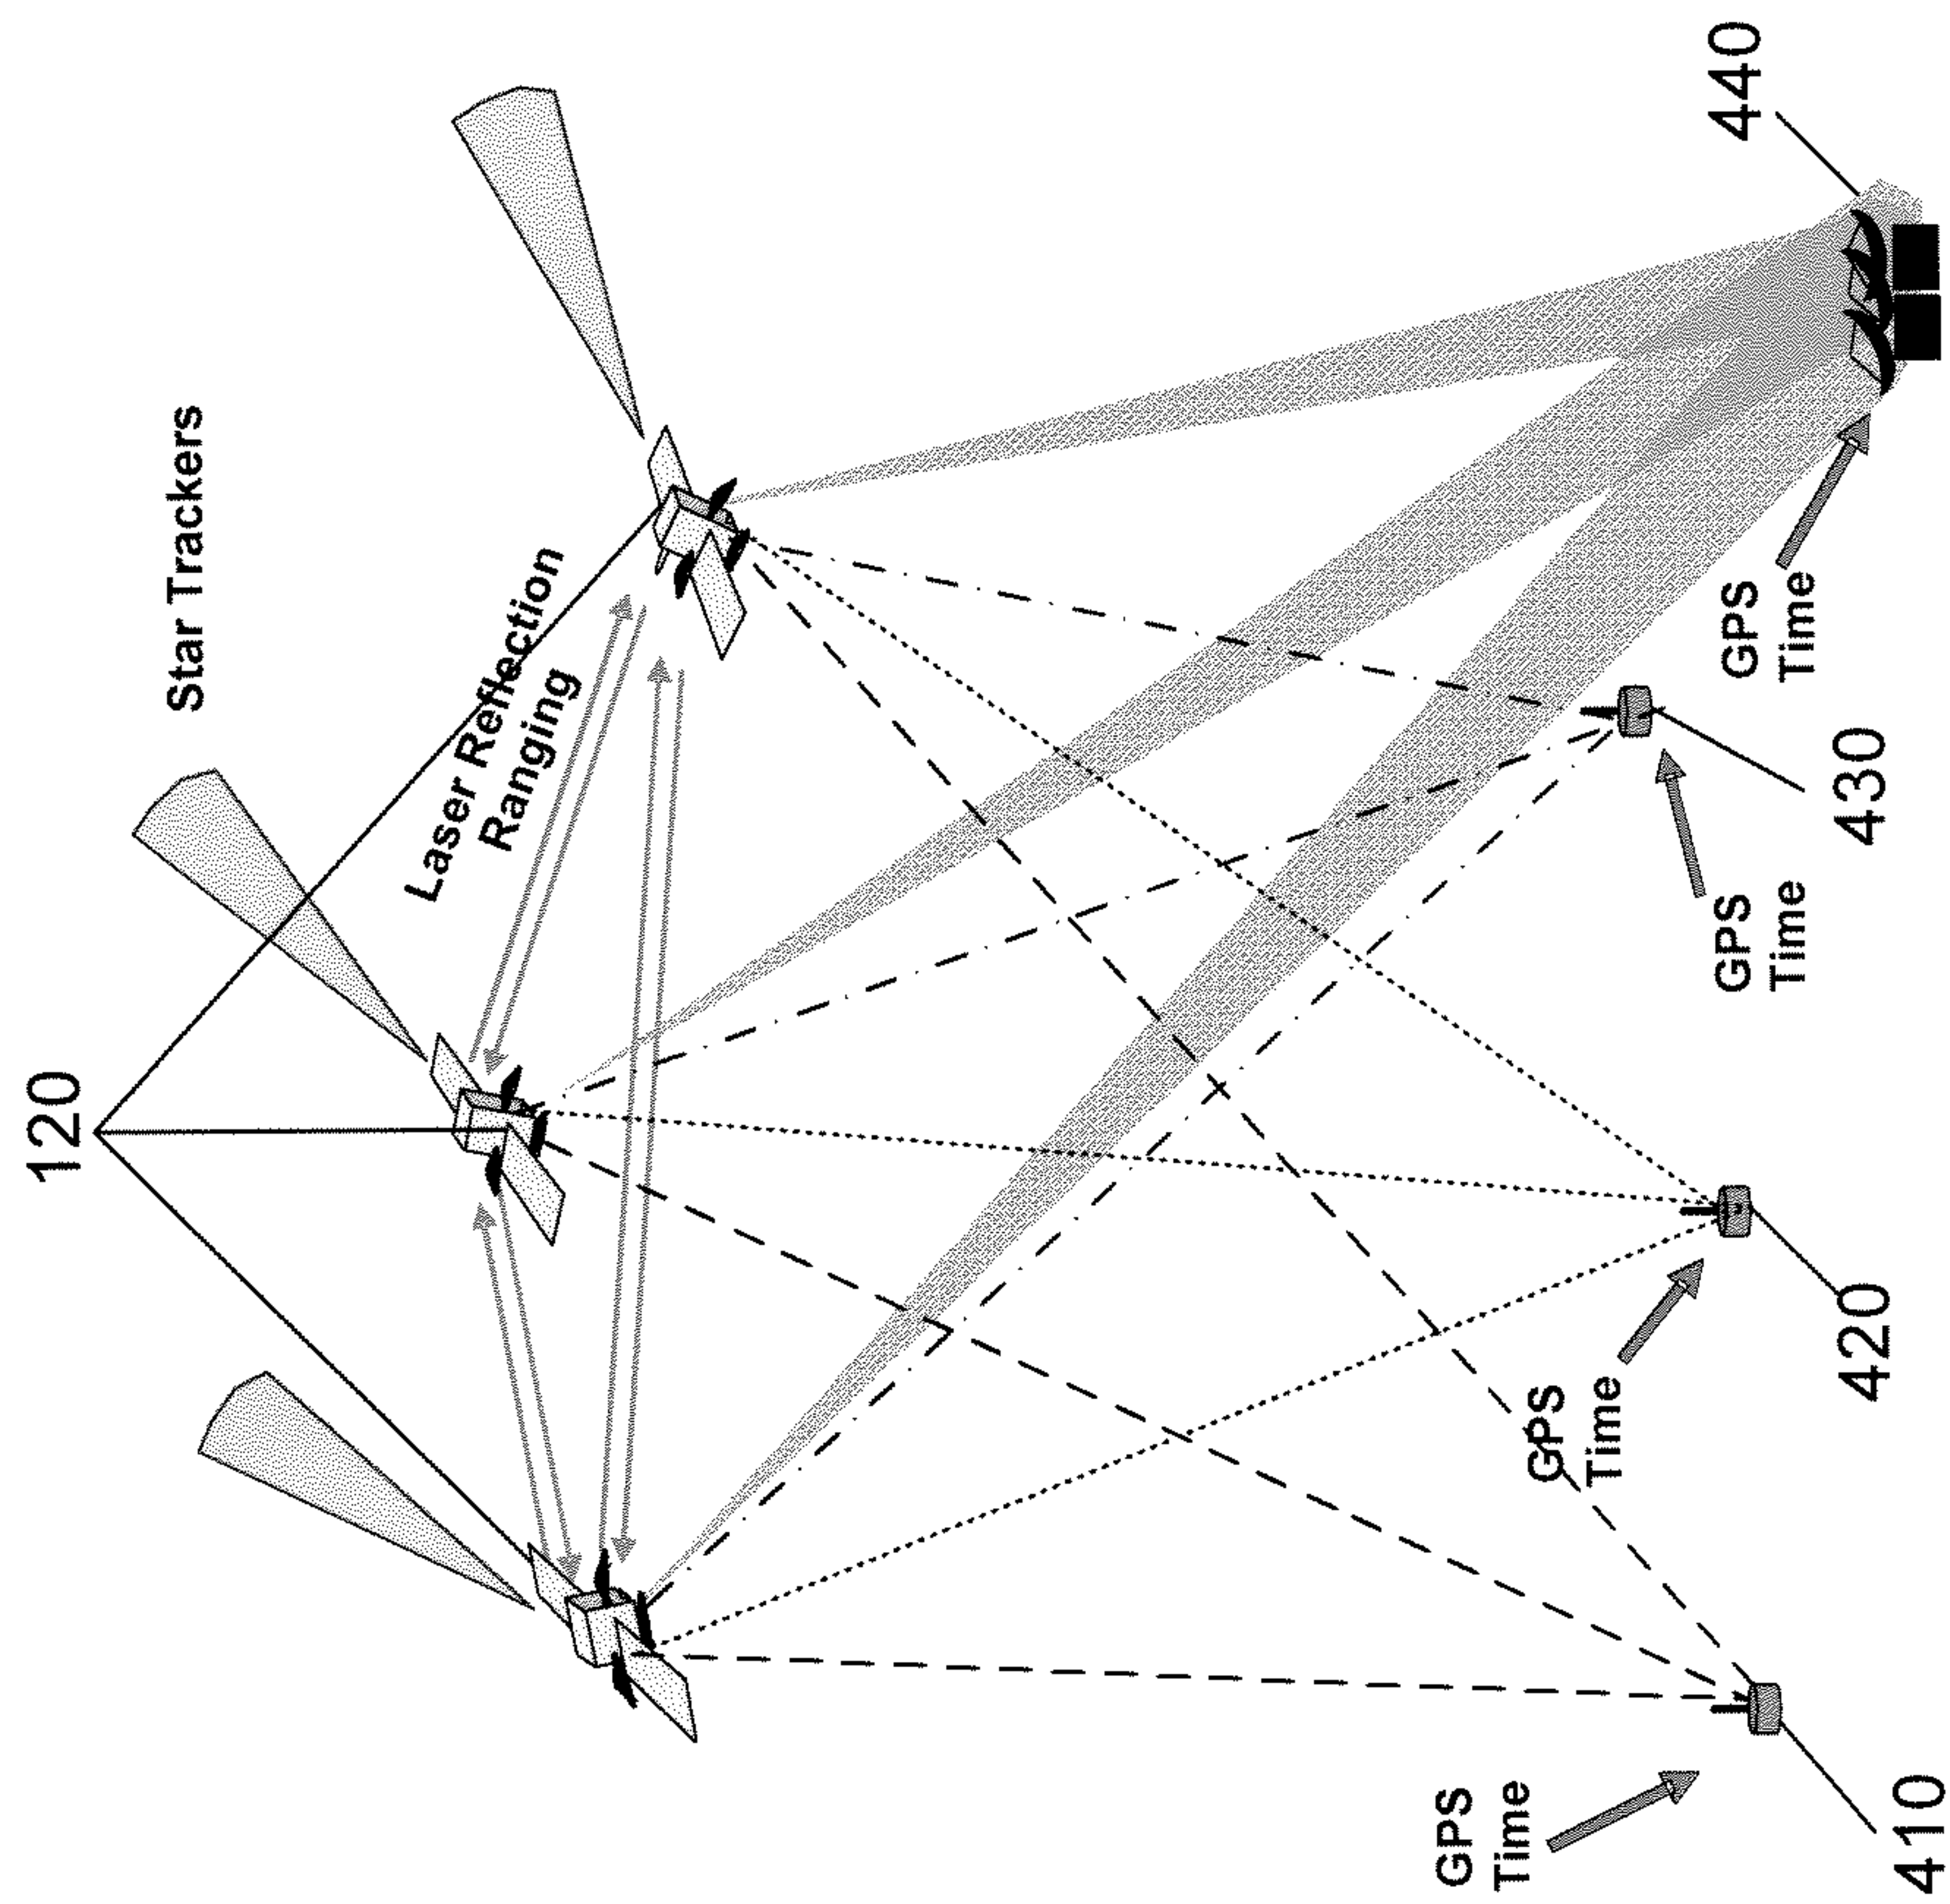 120
Star Trackers
Laser Reflection
Ranging
GPS
Time
410
GPS
Time
420
GPS
Time
430
GPS
Time
440